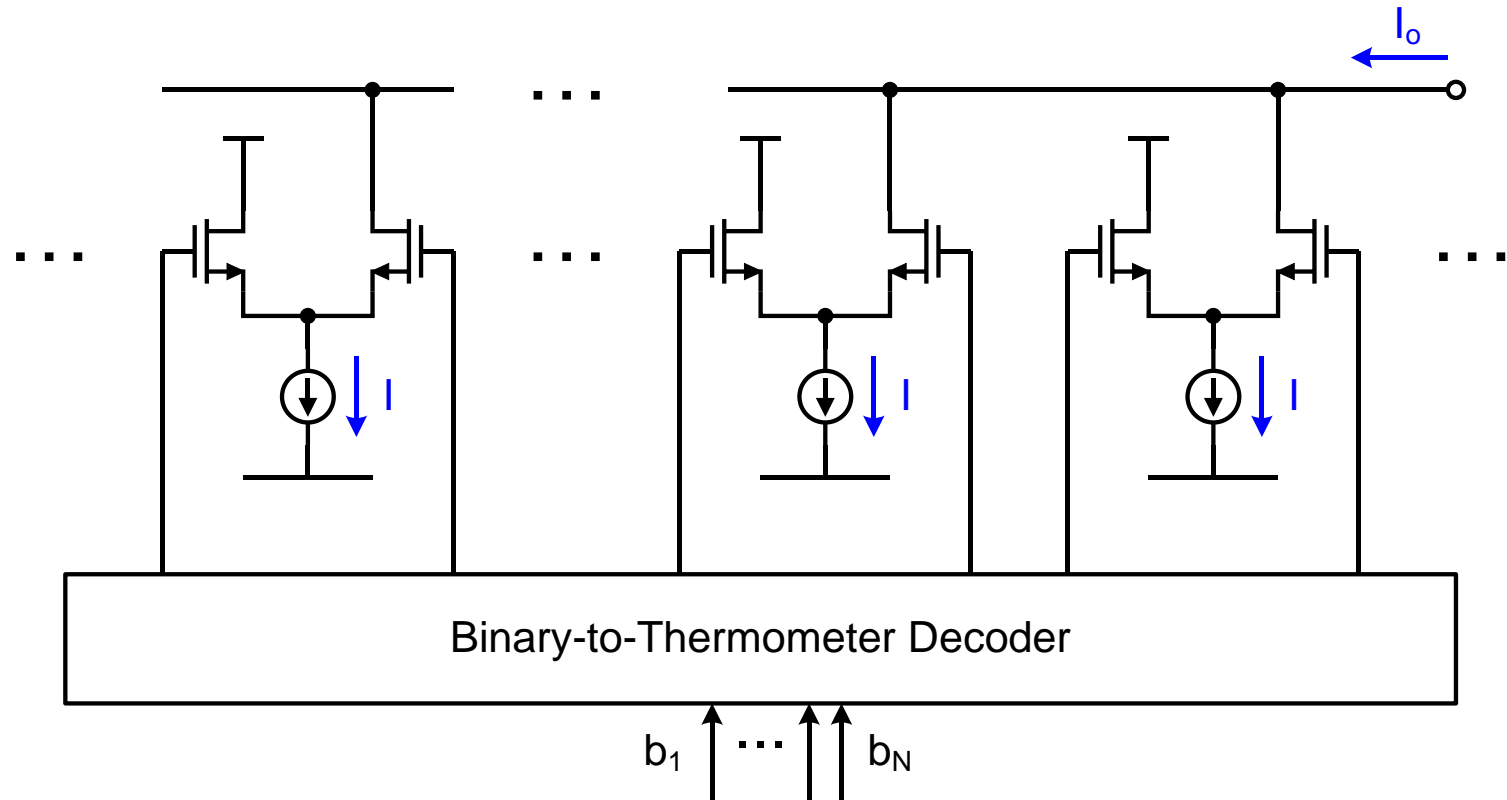 Io
...
... ... ...
I I I
Binary-to-Thermometer Decoder
b1 ... bN